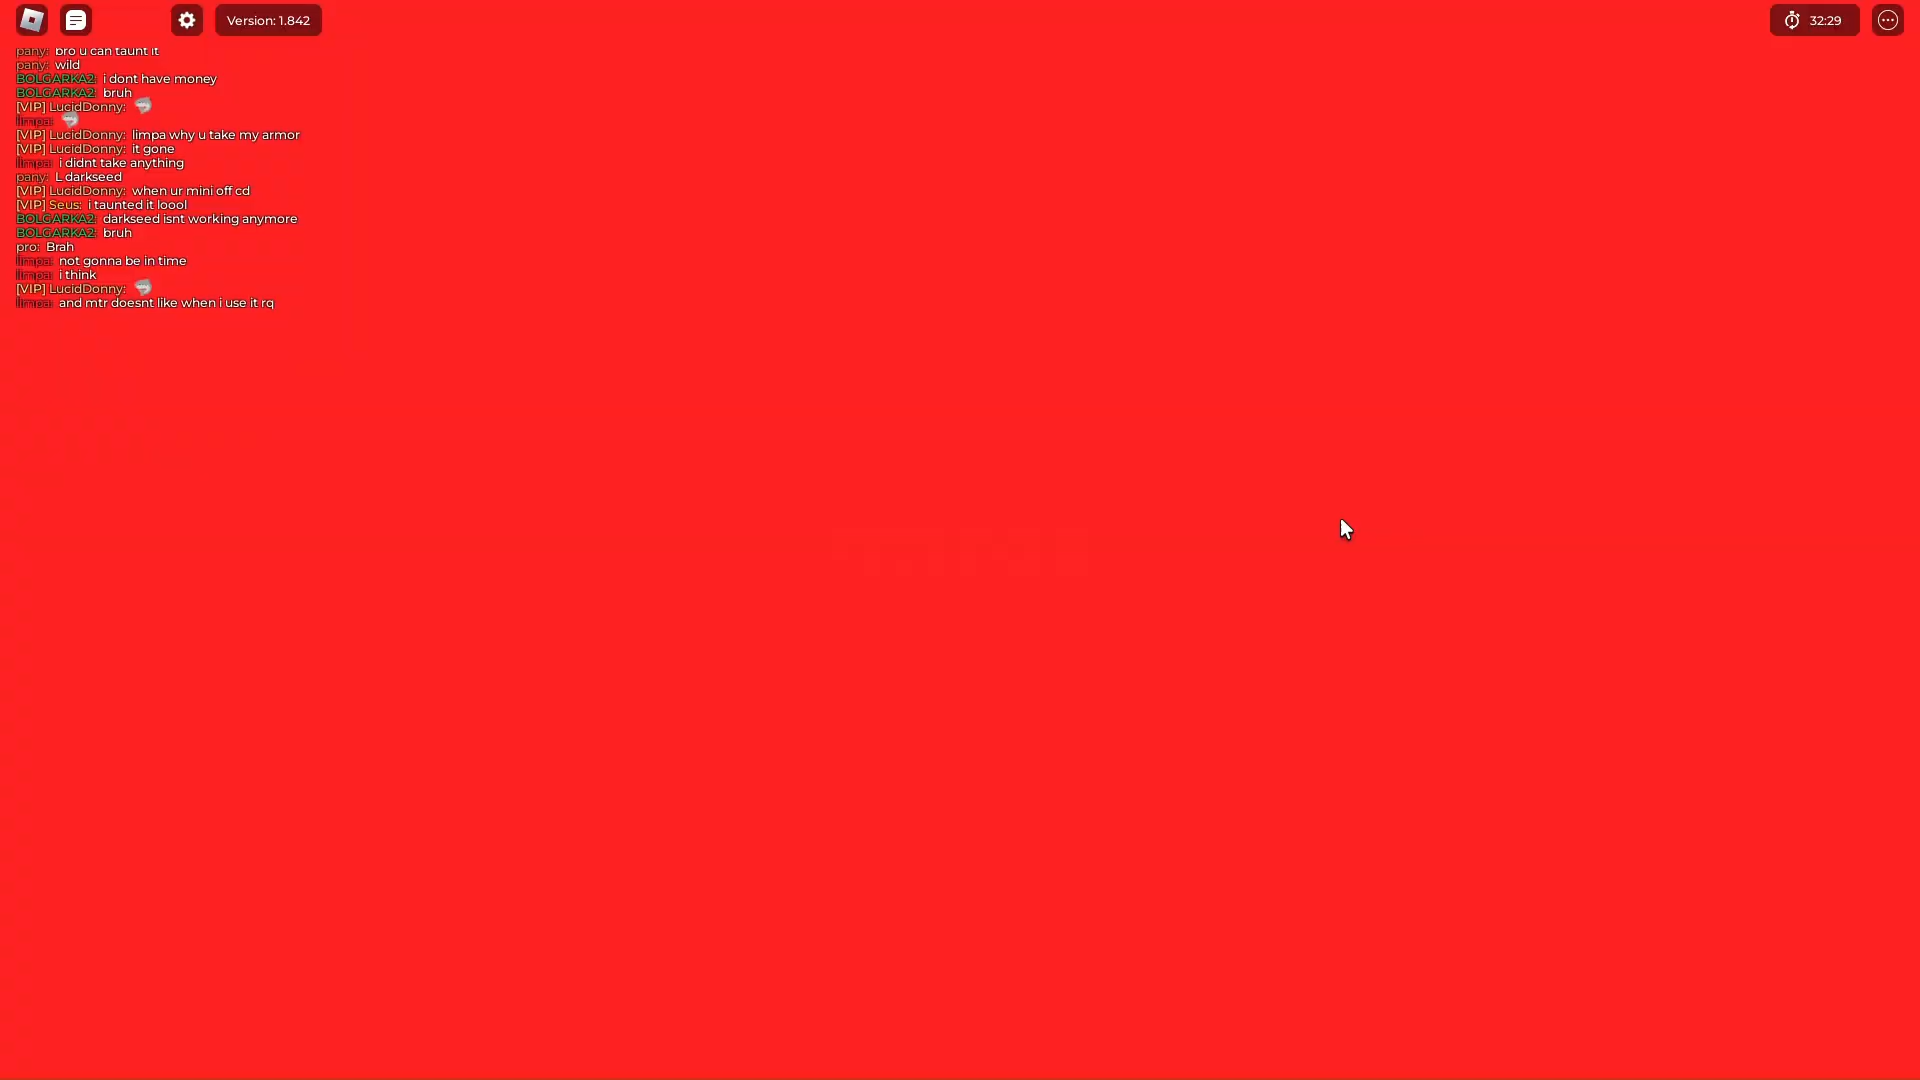 Version: 1.842
32:29
pany: bro u can taunt it
pany: wild
BOLGARKA2: i dont have money
BOLGARKA2: bruh
[VIP] LucidDonny:
limpa:
[VIP] LucidDonny: limpa why u take my armor
[VIP] LucidDonny: it gone
limpa: i didnt take anything
pany: L darkseed
[VIP] LucidDonny: when ur mini off cd
[VIP] Seus: i taunted it loool
BOLGARKA2: darkseed isnt working anymore
BOLGARKA2: bruh
pro: Brah
limpa: not gonna be in time
limpa: i think
[VIP] LucidDonny:
limpa: and mtr doesnt like when i use it rq